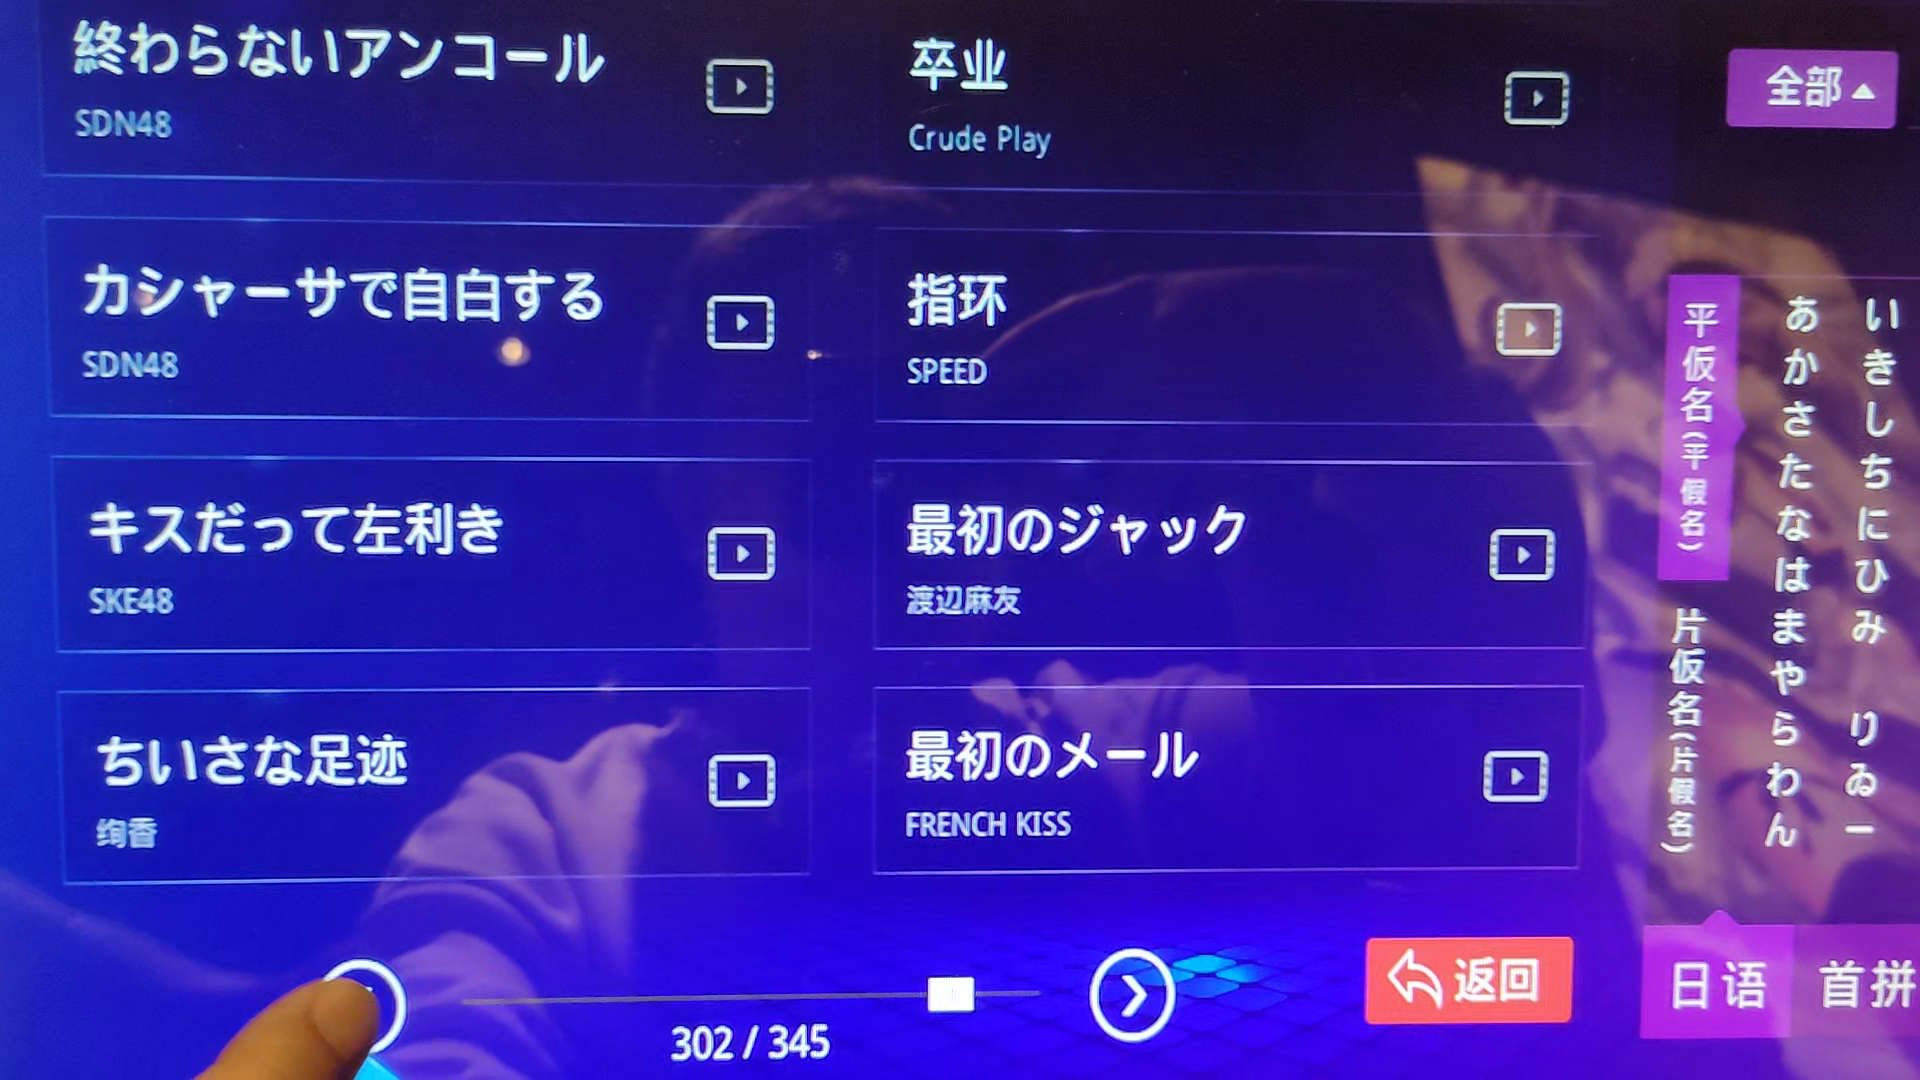 終わらないアンコール
SDN48
卒业
Crude Play
カシャーサで自白する
SDN48
指环
SPEED
キスだって左利き
SKE48
最初のジャック
渡辺麻友
ちいさな足迹
绚香
最初のメール
FRENCH KISS
302 / 345
返回
全部
平仮名(平假名)
片仮名(片假名)
あかさたなはまやらわん
いきしちにひみ りゐー
日语
首拼